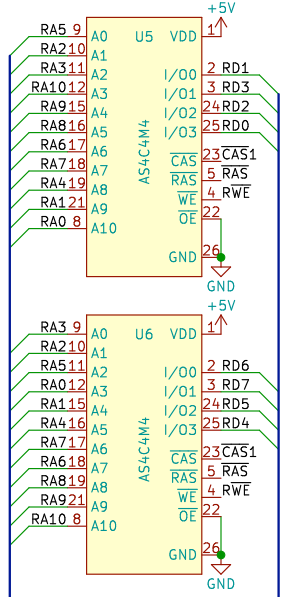 +5V
RA5 9 A0 U5 VDD 1
RA2 10 A1
RA3 11 A2 I/O0 2 RD1
RA10 12 A3 I/O1 3 RD3
RA9 15 A4 I/O2 24 RD2
RA8 16 A5 I/O3 25 RD0
RA6 17 A6 AS4C4M4 CAS 23 CAS1
RA7 18 A7 RAS 5 RAS
RA4 19 A8 WE 4 RWE
RA1 21 A9 OE 22
RA0 8 A10
GND 26
GND
+5V
RA3 9 A0 U6 VDD 1
RA2 10 A1
RA5 11 A2 I/O0 2 RD6
RA0 12 A3 I/O1 3 RD7
RA1 15 A4 I/O2 24 RD5
RA4 16 A5 I/O3 25 RD4
RA7 17 A6 AS4C4M4 CAS 23 CAS1
RA6 18 A7 RAS 5 RAS
RA8 19 A8 WE 4 RWE
RA9 21 A9 OE 22
RA10 8 A10
GND 26
GND